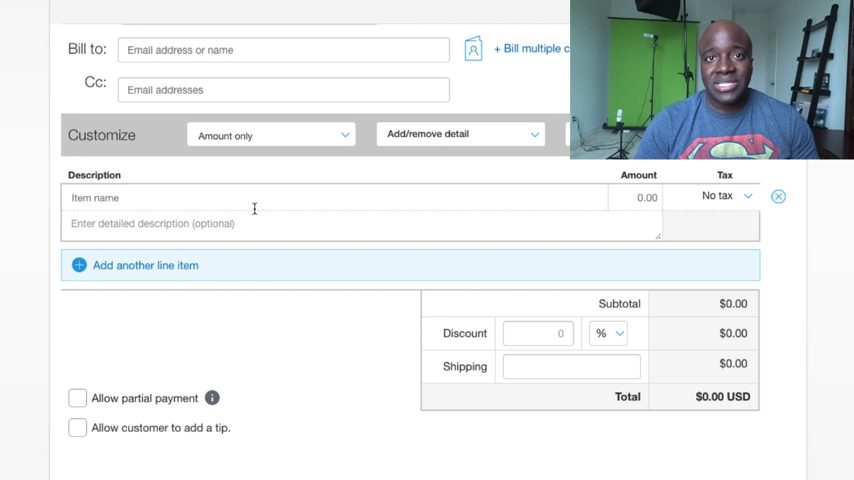 Bill to:
Email address or name
+ Bill multiple c
Cc:
Email addresses
Customize
Amount only
Add/remove detail
Description
Amount
Tax
Item name
0.00
No tax
Enter detailed description (optional)
Add another line item
Subtotal
$0.00
Discount
0
%
$0.00
Shipping
$0.00
Total
$0.00 USD
Allow partial payment
i
Allow customer to add a tip.